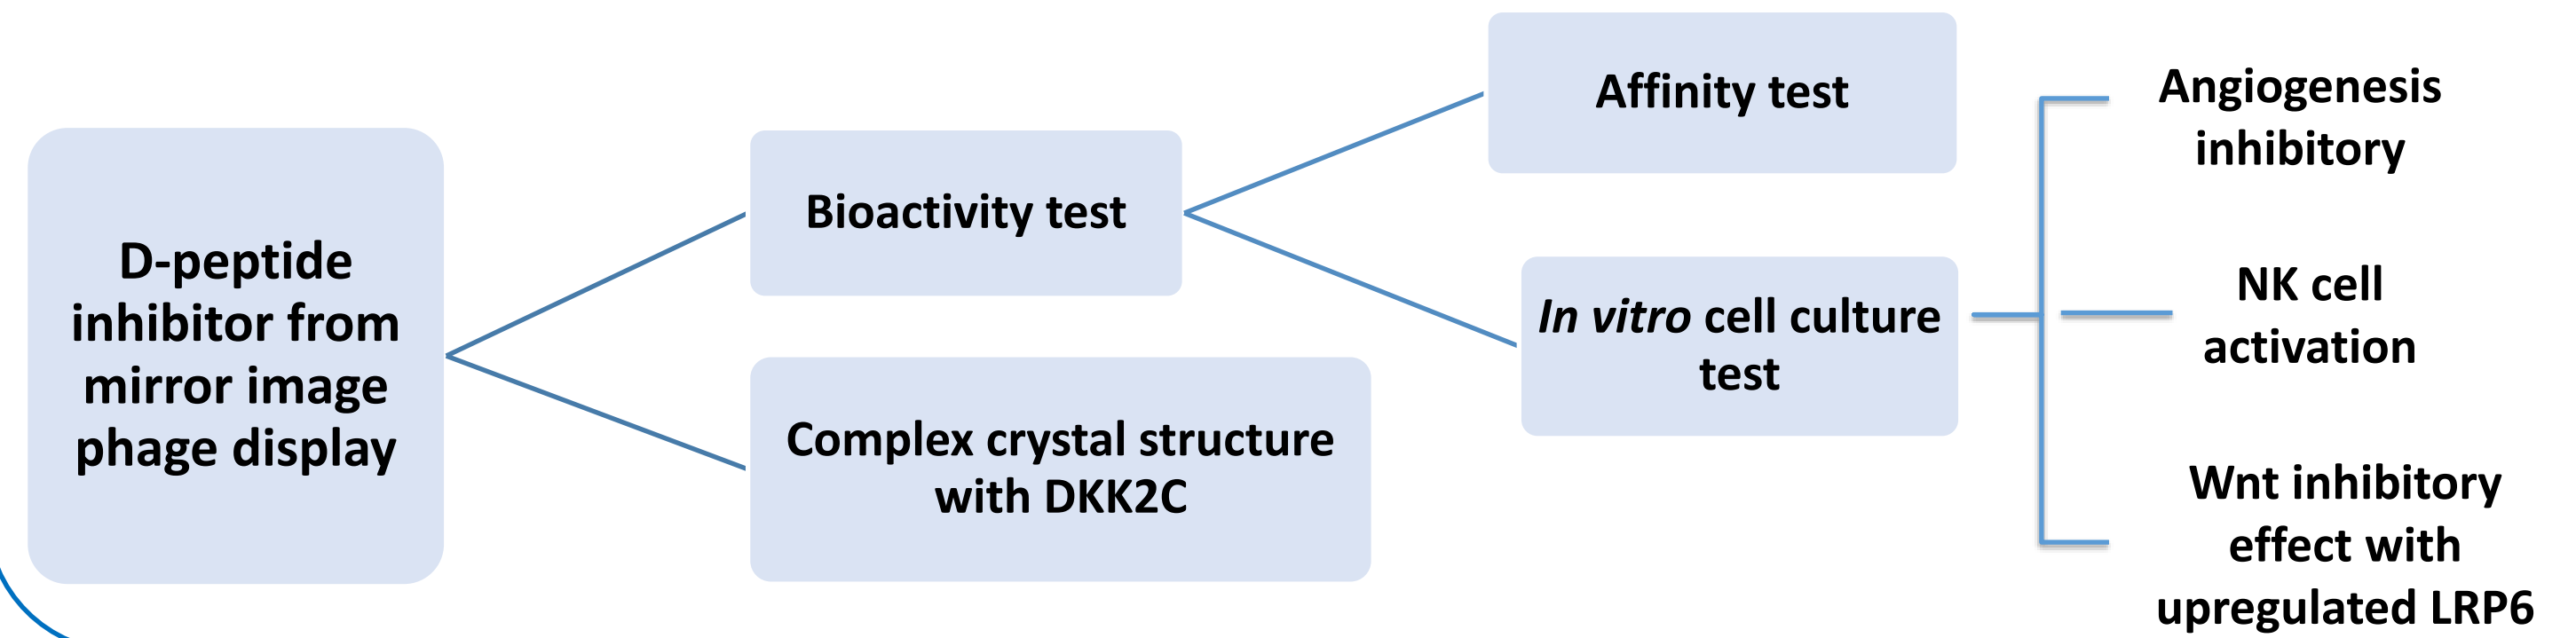 D-peptide
inhibitor from
mirror image
phage display
Bioactivity test
Complex crystal structure
with DKK2C
Affinity test
In vitro cell culture
test
Angiogenesis
inhibitory
NK cell
activation
Wnt inhibitory
effect with
upregulated LRP6